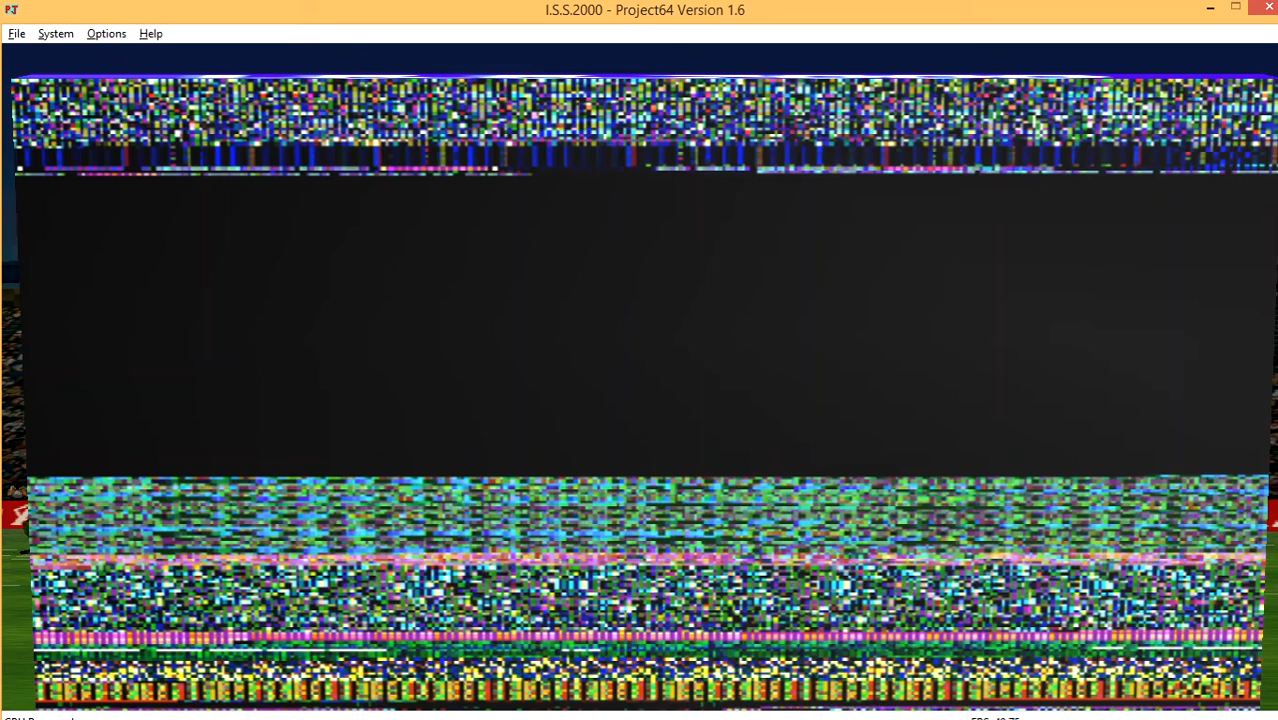 I.S.S.2000 - Project64 Version 1.6
File System Options Help